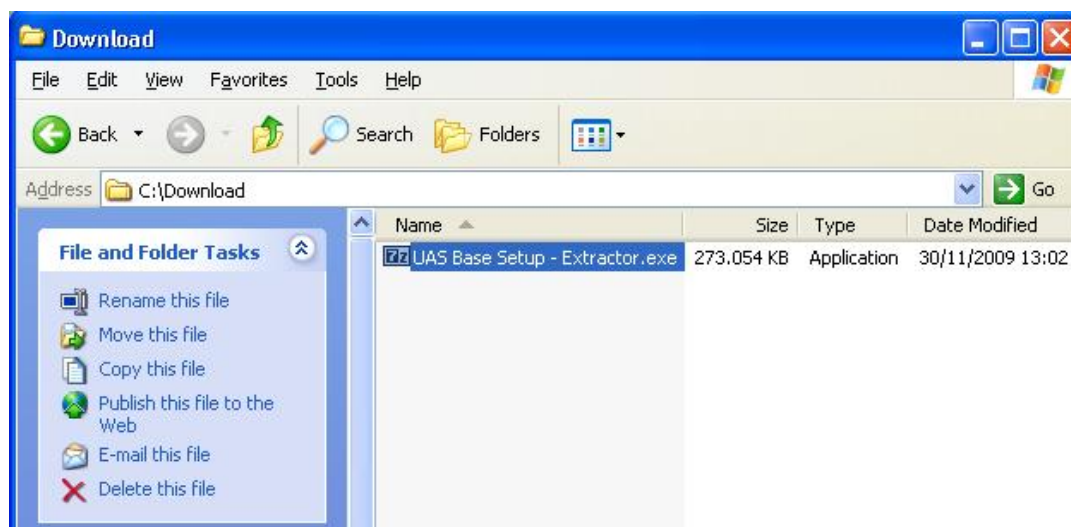 Download
File Edit View Favorites Tools Help
Back Search Folders
Address C:\Download Go
Name Size Type Date Modified
File and Folder Tasks
7z UAS Base Setup - Extractor.exe 273.054 KB Application 30/11/2009 13:02
Rename this file
Move this file
Copy this file
Publish this file to the
Web
E-mail this file
Delete this file